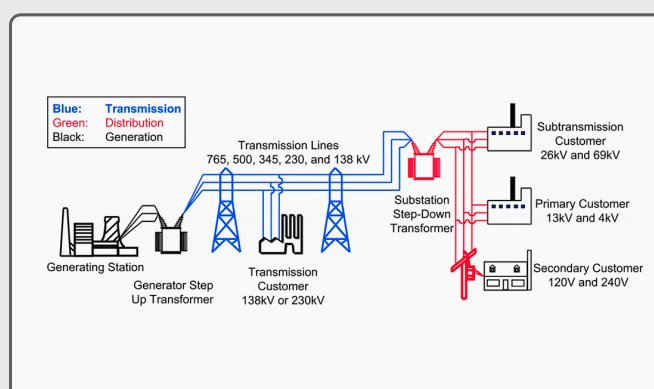 Blue: Transmission
Green: Distribution
Black: Generation
Transmission Lines
765, 500, 345, 230, and 138 kV
Subtransmission
Customer
26kV and 69kV
Substation
Step-Down
Transformer
Primary Customer
13kV and 4kV
Generating Station
Generator Step
Up Transformer
Transmission
Customer
138kV or 230kV
Secondary Customer
120V and 240V